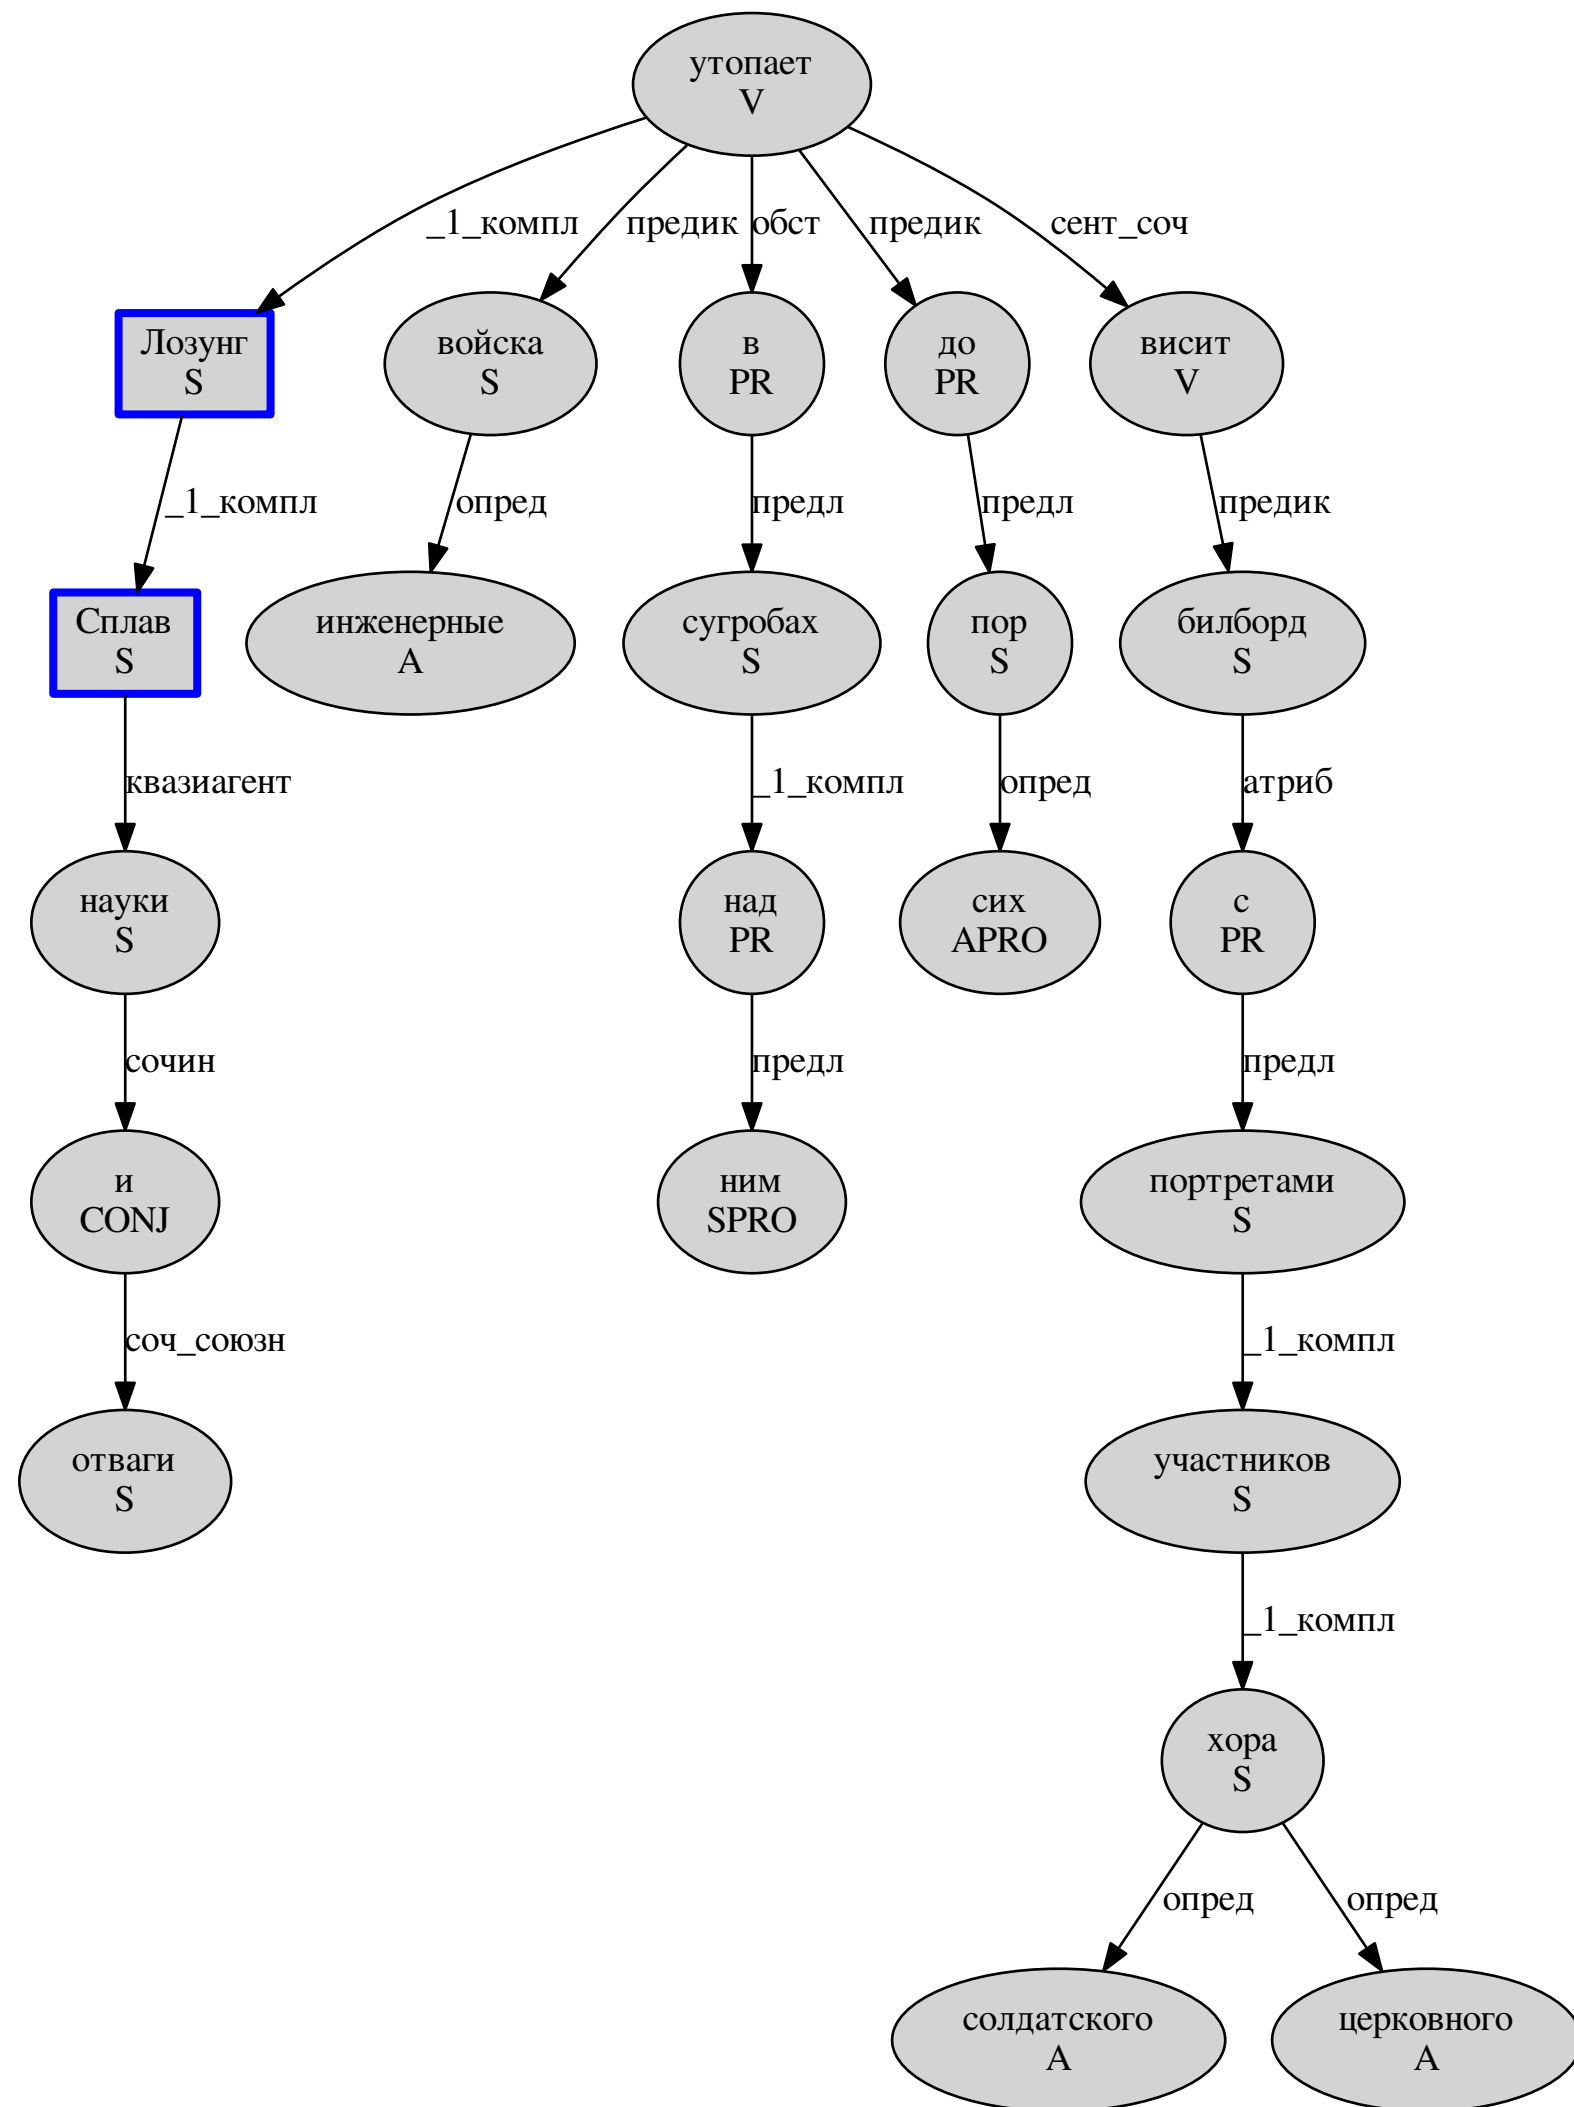 утопает
V
_1_компл
предик
обст
предик
сент_соч
Лозунг
S
войска
S
в
PR
до
PR
висит
V
_1_компл
опред
предл
предл
предик
Сплав
S
инженерные
A
сугробах
S
пор
S
билборд
S
квазиагент
_1_компл
опред
атриб
науки
S
над
PR
сих
APRO
с
PR
сочин
предл
предл
и
CONJ
ним
SPRO
портретами
S
соч_союзн
_1_компл
отваги
S
участников
S
_1_компл
хора
S
опред
опред
солдатского
A
церковного
A